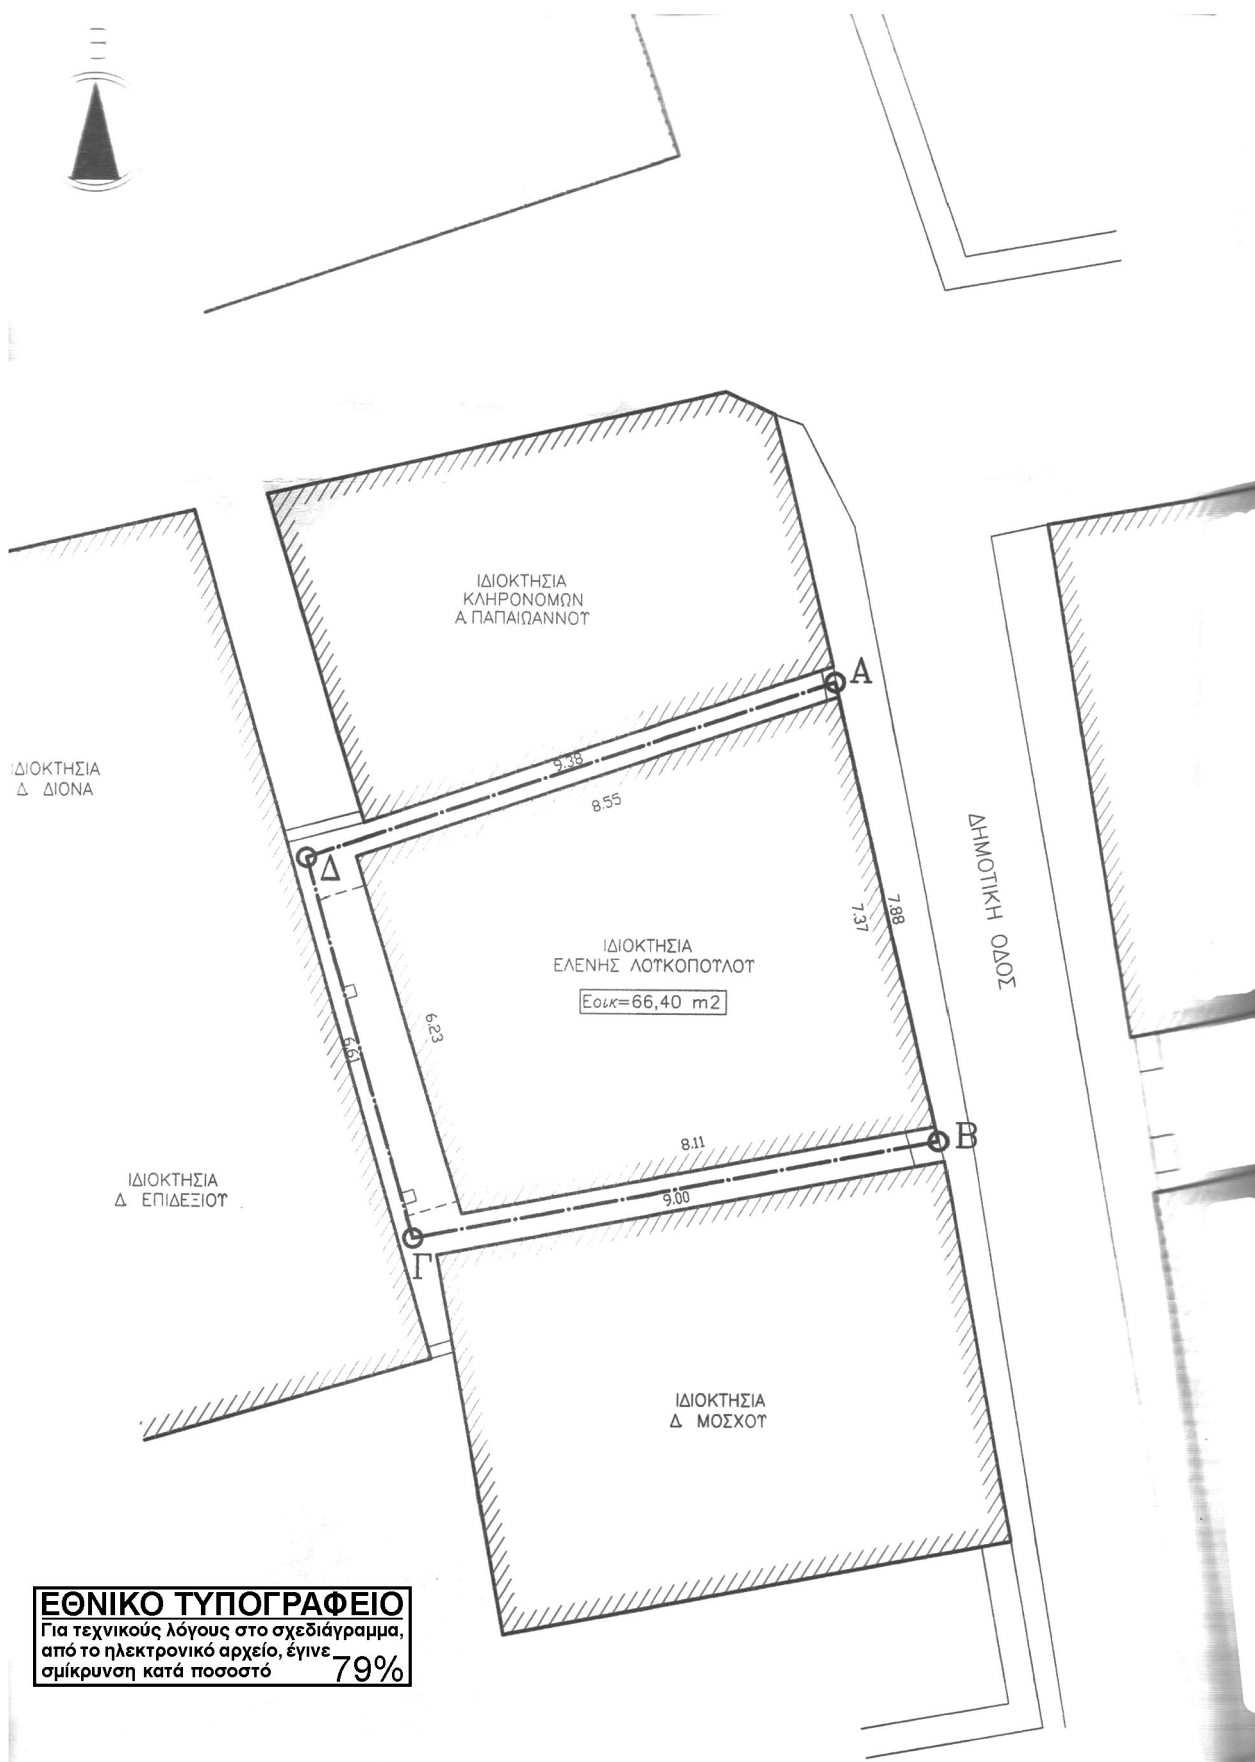 ΙΔΙΟΚΤΗΣΙΑ
ΚΛΗΡΟΝΟΜΩΝ
Α.ΠΑΠΑΙΩΑΝΝΟΥ
Α
9.38
8.55
ΙΔΙΟΚΤΗΣΙΑ
Δ ΔΙΟΝΑ
Δ
ΔΗΜΟΤΙΚΗ ΟΔΟΣ
7.37
7.88
ΙΔΙΟΚΤΗΣΙΑ
ΕΛΕΝΗΣ ΛΟΥΚΟΠΟΥΛΟΥ
Εοικ=66,40 m2
6.23
6.61
8.11
Β
9.00
ΙΔΙΟΚΤΗΣΙΑ
Δ ΕΠΙΔΕΞΙΟΥ
Γ
ΙΔΙΟΚΤΗΣΙΑ
Δ ΜΟΣΧΟΥ
ΕΘΝΙΚΟ ΤΥΠΟΓΡΑΦΕΙΟ
Για τεχνικούς λόγους στο σχεδιάγραμμα,
από το ηλεκτρονικό αρχείο, έγινε
σμίκρυνση κατά ποσοστό 79%